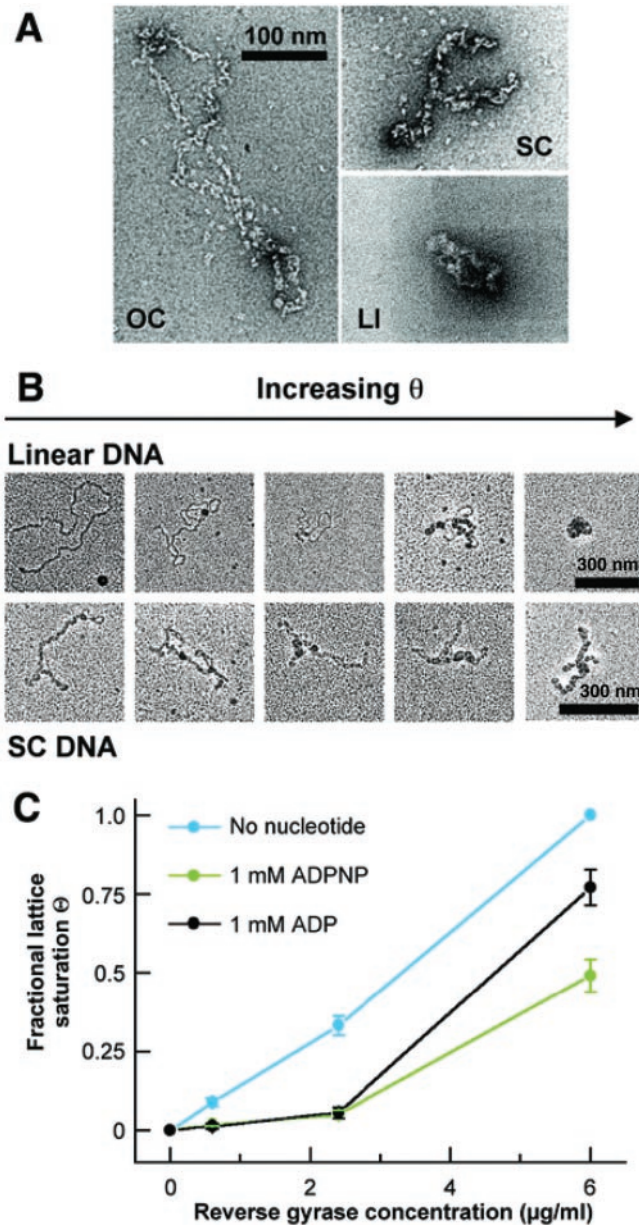 A
100 nm
SC
OC
LI
B
Increasing θ
Linear DNA
300 nm
300 nm
SC DNA
C
1.0
0.75
0.5
0.25
0
Fractional lattice
saturation Θ
No nucleotide
1 mM ADPNP
1 mM ADP
0
2
4
6
Reverse gyrase concentration (µg/ml)